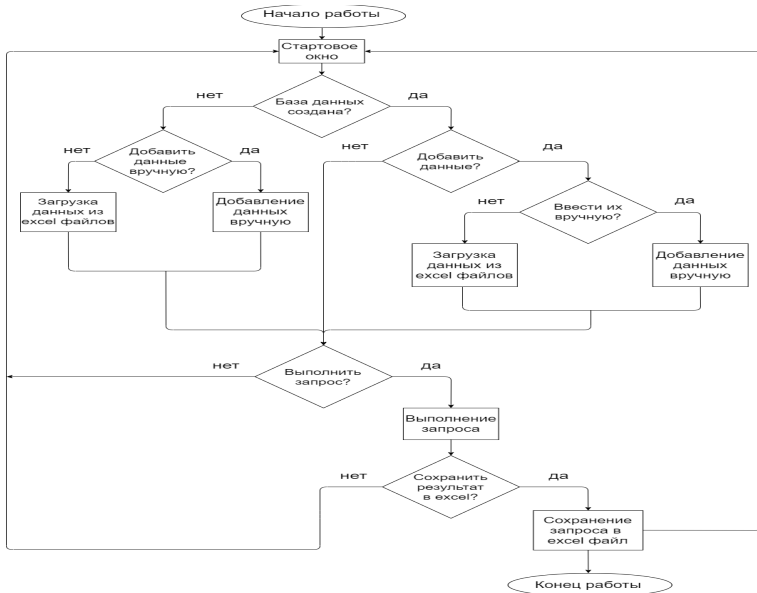 Начало работы
Стартовое
окно
База данных
создана?
нет
да
Добавить
данные
вручную?
нет
да
Добавить
данные?
нет
да
Загрузка
данных из
excel файлов
Добавление
данных
вручную
Ввести их
вручную?
нет
да
Загрузка
данных из
excel файлов
Добавление
данных
вручную
Выполнить
запрос?
нет
да
Выполнение
запроса
Сохранить
результат
в excel?
нет
да
Сохранение
запроса в
excel файл
Конец работы